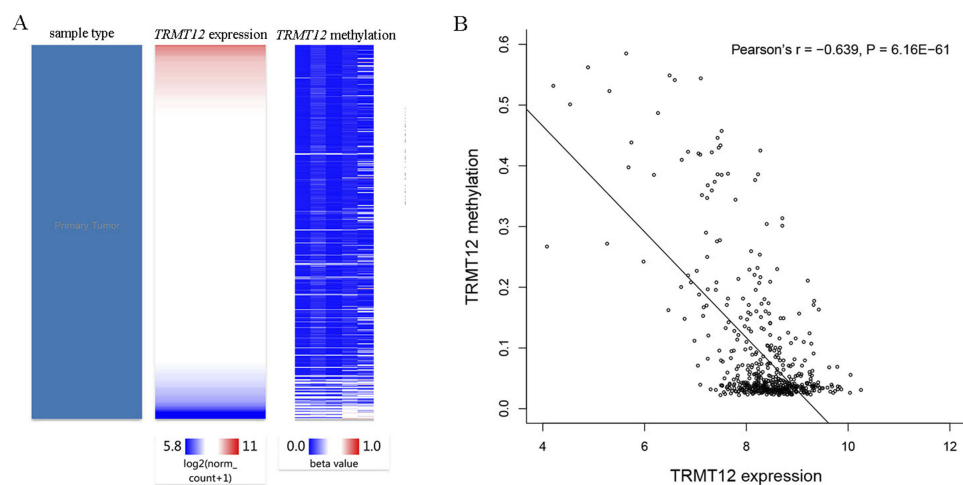 A
sample type
TRMT12 expression
TRMT12 methylation
Primary Tumor
5.8 11
log2(norm_
count+1)
0.0 1.0
beta value
B
Pearson's r = −0.639, P = 6.16E−61
0.6
0.5
0.4
0.3
0.2
0.1
0.0
TRMT12 methylation
4 6 8 10 12
TRMT12 expression